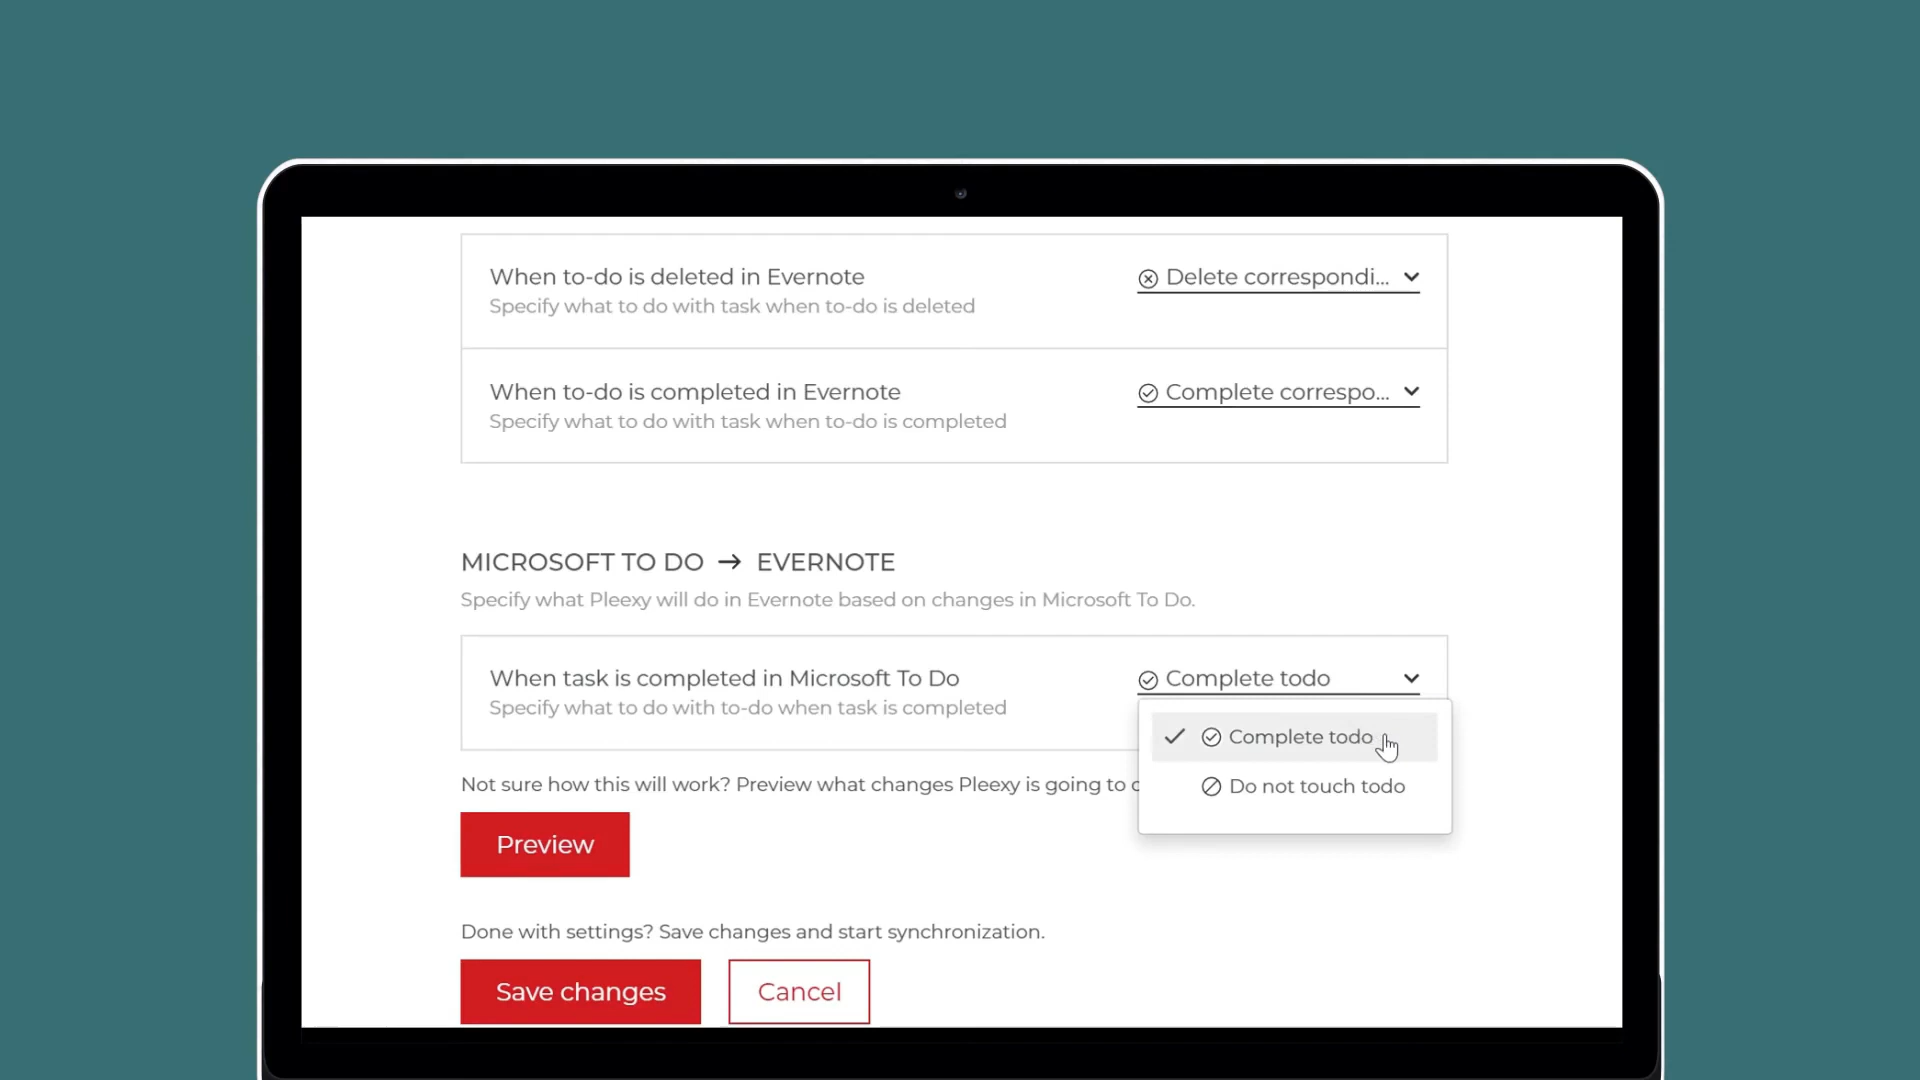 When to-do is deleted in Evernote
Delete correspondi...
Specify what to do with task when to-do is deleted
When to-do is completed in Evernote
Complete correspo...
Specify what to do with task when to-do is completed
MICROSOFT TO DO → EVERNOTE
Specify what Pleexy will do in Evernote based on changes in Microsoft To Do.
When task is completed in Microsoft To Do
Complete todo
Specify what to do with to-do when task is completed
Complete todo
Do not touch todo
Not sure how this will work? Preview what changes Pleexy is going to
Preview
Done with settings? Save changes and start synchronization.
Save changes
Cancel